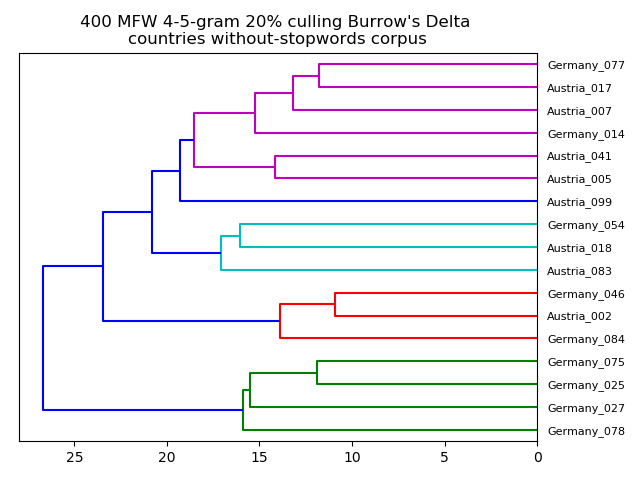 400 MFW 4-5-gram 20% culling Burrow's Delta
countries without-stopwords corpus
Germany_077
Austria_017
Austria_007
Germany_014
Austria_041
Austria_005
Austria_099
Germany_054
Austria_018
Austria_083
Germany_046
Austria_002
Germany_084
Germany_075
Germany_025
Germany_027
Germany_078
25 20 15 10 5 0